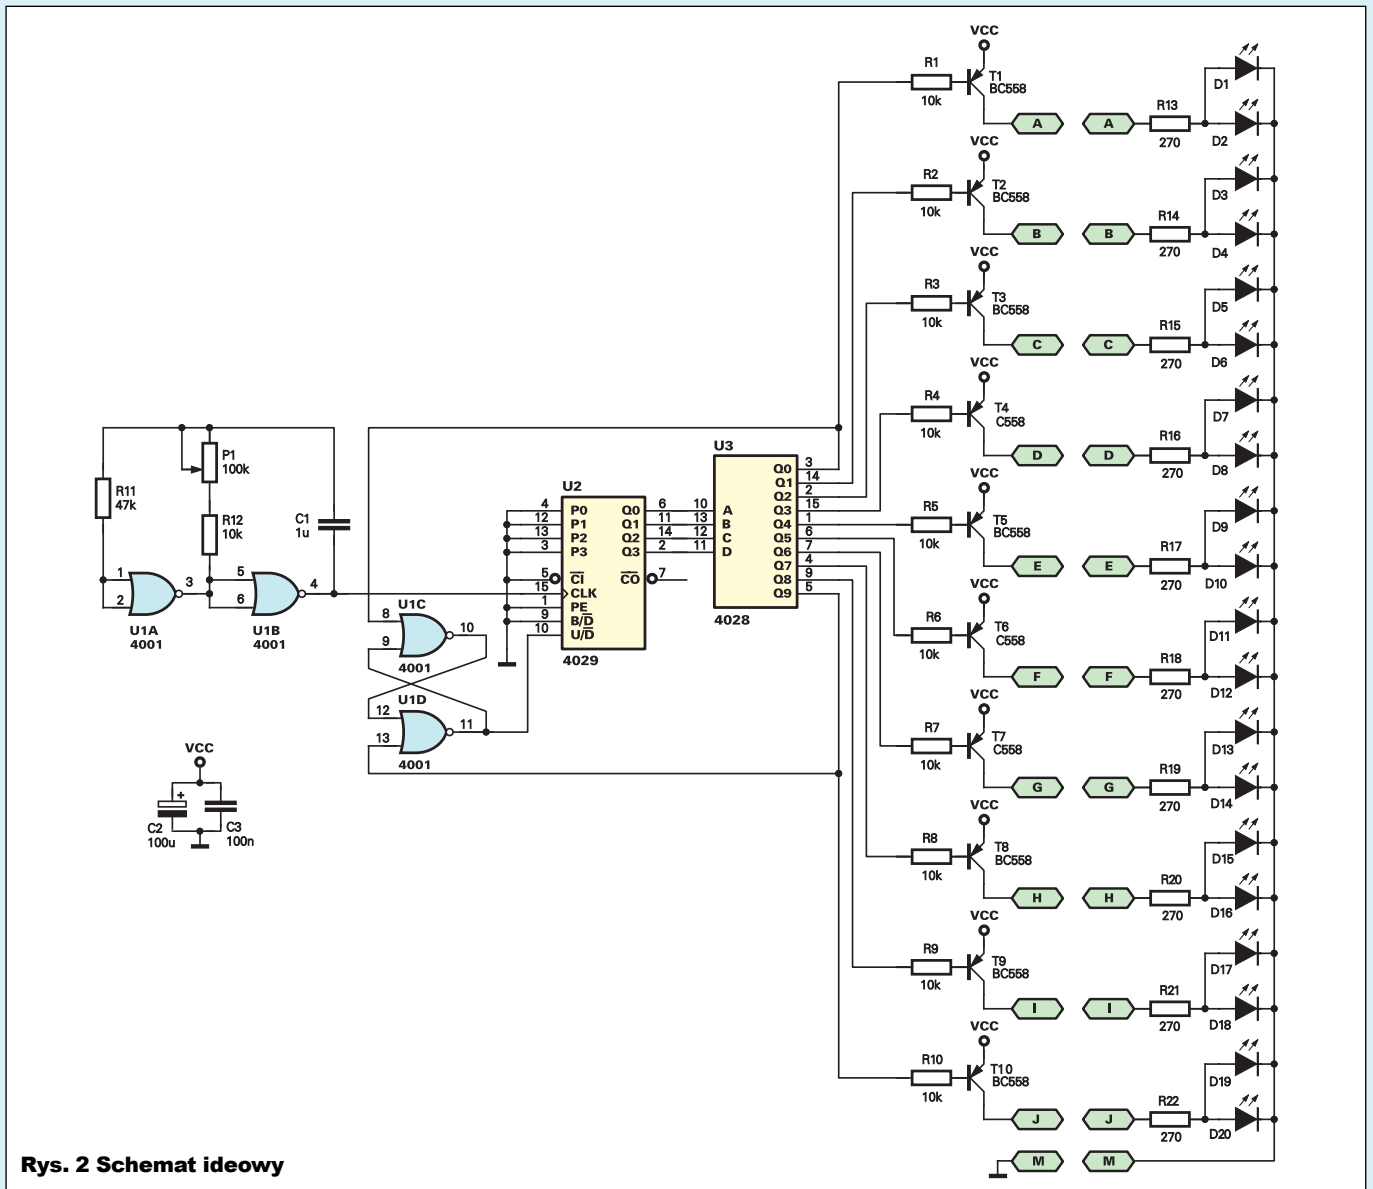 VCC
R1
10k
T1
BC558
A
A
R13
270
D1
D2
VCC
R2
10k
T2
BC558
B
B
R14
270
D3
D4
VCC
R3
10k
T3
BC558
C
C
R15
270
D5
D6
VCC
R4
10k
T4
C558
D
D
R16
270
D7
D8
VCC
R5
10k
T5
BC558
E
E
R17
270
D9
D10
VCC
R6
10k
T6
C558
F
F
R18
270
D11
D12
VCC
R7
10k
T7
C558
G
G
R19
270
D13
D14
VCC
R8
10k
T8
BC558
H
H
R20
270
D15
D16
VCC
R9
10k
T9
BC558
I
I
R21
270
D17
D18
VCC
R10
10k
T10
BC558
J
J
R22
270
D19
D20
M
M
R11
47k
P1
100k
R12
10k
C1
1u
1
2
3
U1A
4001
5
6
4
U1B
4001
8
9
10
U1C
4001
12
13
11
U1D
4001
U2
4 P0 Q0 6
12 P1 Q1 11
13 P2 Q2 14
3 P3 Q3 2
5 CI CO 7
15 CLK
1 PE
9 B/D
10 U/D
4029
U3
10 A
13 B
12 C
11 D
Q0 3
Q1 14
Q2 2
Q3 15
Q4 1
Q5 6
Q6 7
Q7 4
Q8 9
Q9 5
4028
VCC
+
C2
100u
C3
100n
Rys. 2 Schemat ideowy